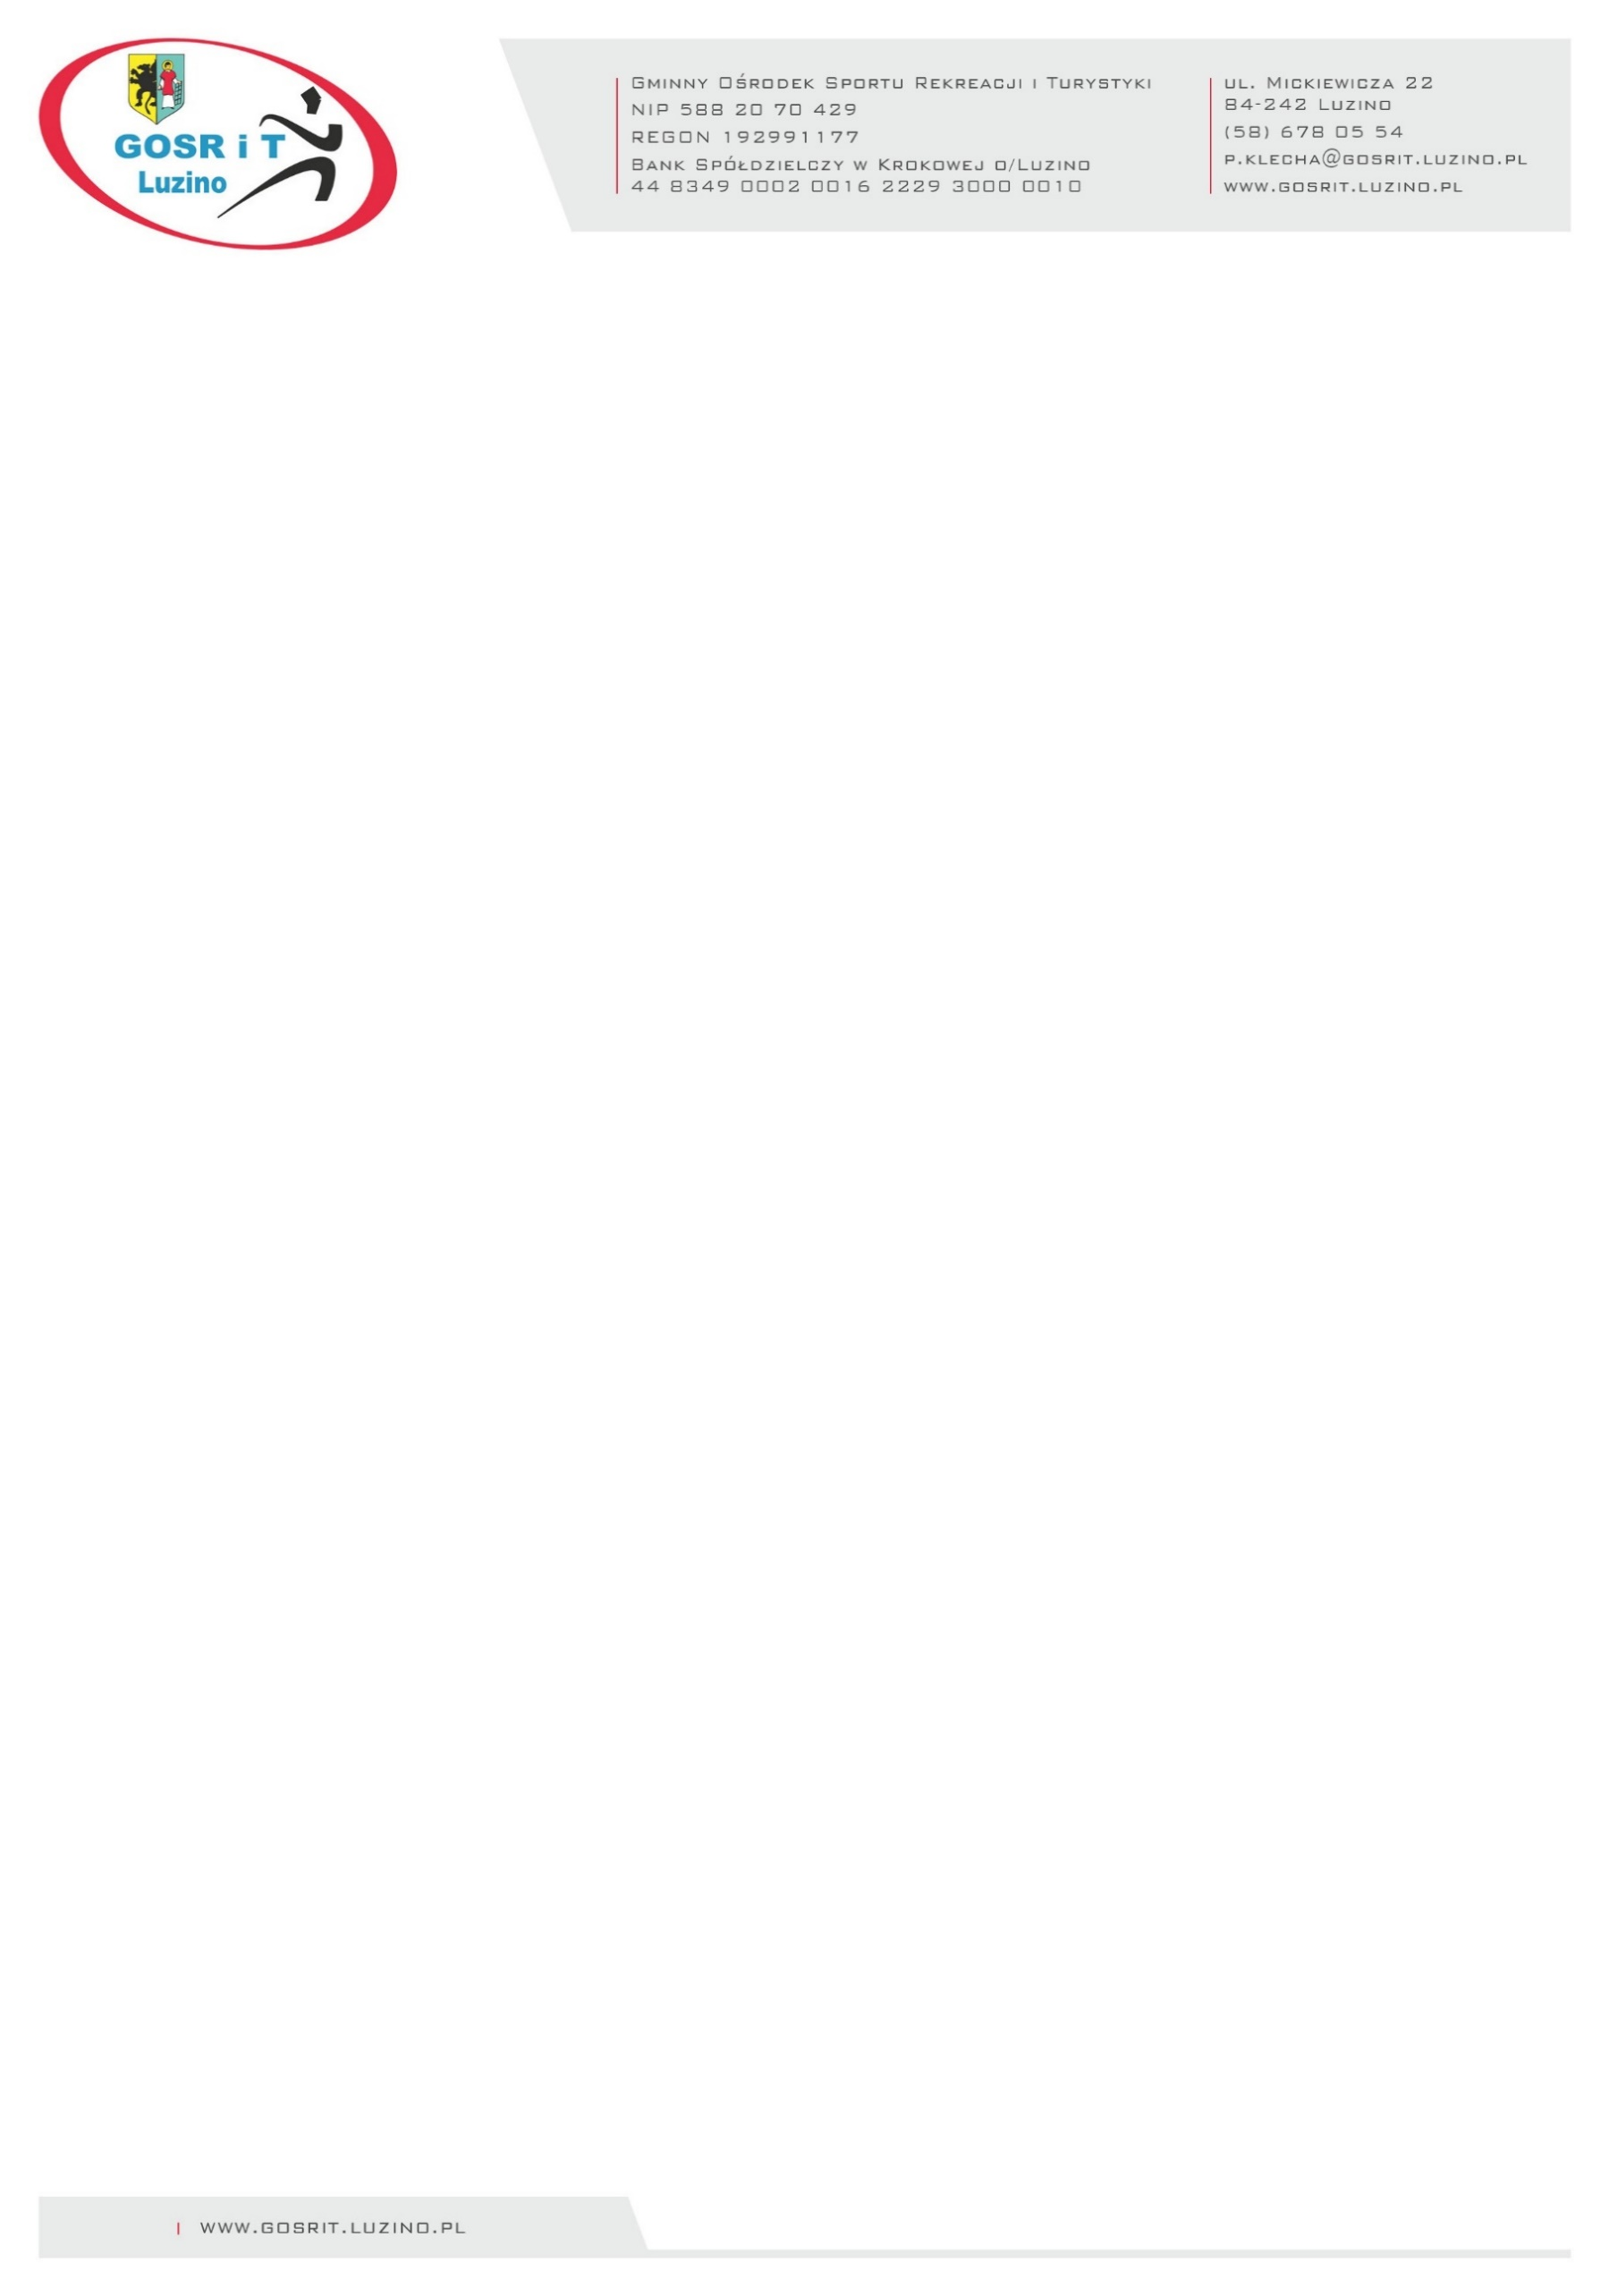 GOSR i T
Luzino
Gminny Ośrodek Sportu Rekreacji i Turystyki
NIP 588 20 70 429
REGON 192991177
Bank Spółdzielczy w Krokowej o/Luzino
44 8349 0002 0016 2229 3000 0010
ul. Mickiewicza 22
84-242 Luzino
(58) 678 05 54
p.klecha@gosrit.luzino.pl
www.gosrit.luzino.pl
www.gosrit.luzino.pl